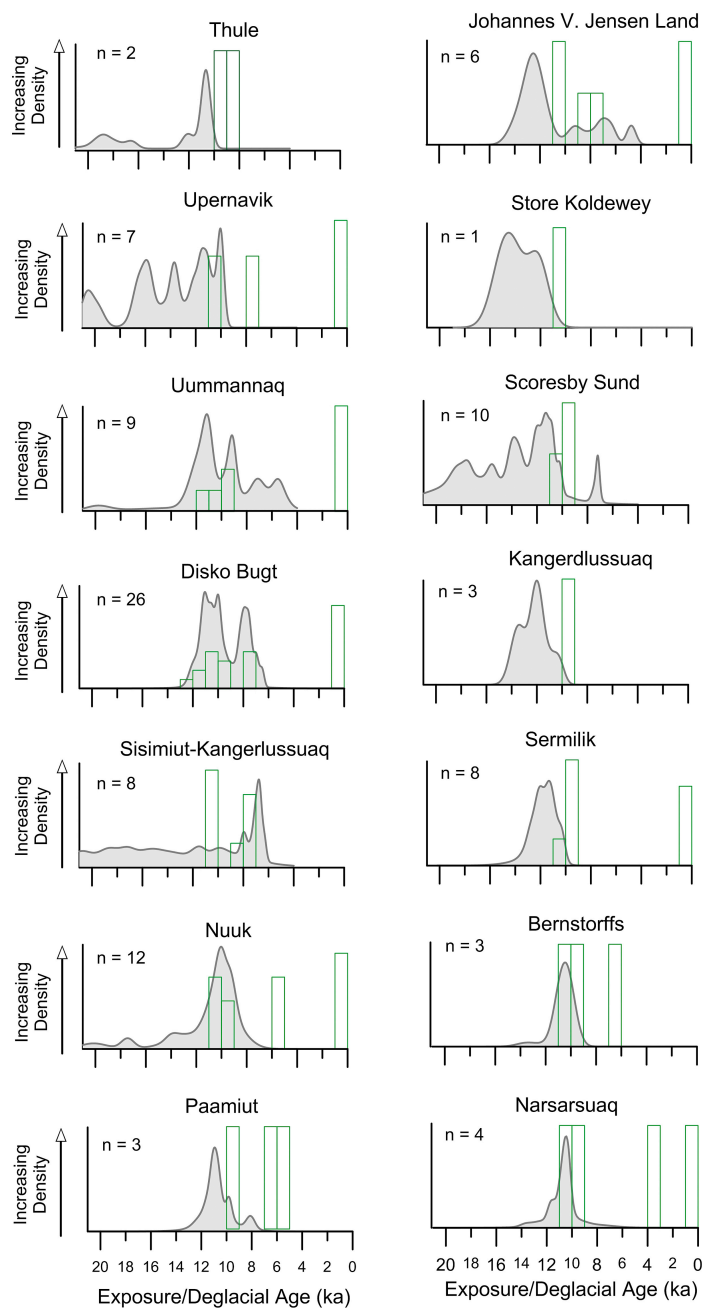 Thule
n = 2
Increasing
Density
Johannes V. Jensen Land
n = 6
Upernavik
n = 7
Increasing
Density
Store Koldewey
n = 1
Uummannaq
n = 9
Increasing
Density
Scoresby Sund
n = 10
Disko Bugt
n = 26
Increasing
Density
Kangerdlussuaq
n = 3
Sisimiut-Kangerlussuaq
n = 8
Increasing
Density
Sermilik
n = 8
Nuuk
n = 12
Increasing
Density
Bernstorffs
n = 3
Paamiut
n = 3
Increasing
Density
20 18 16 14 12 10 8 6 4 2 0
Exposure/Deglacial Age (ka)
Narsarsuaq
n = 4
20 18 16 14 12 10 8 6 4 2 0
Exposure/Deglacial Age (ka)